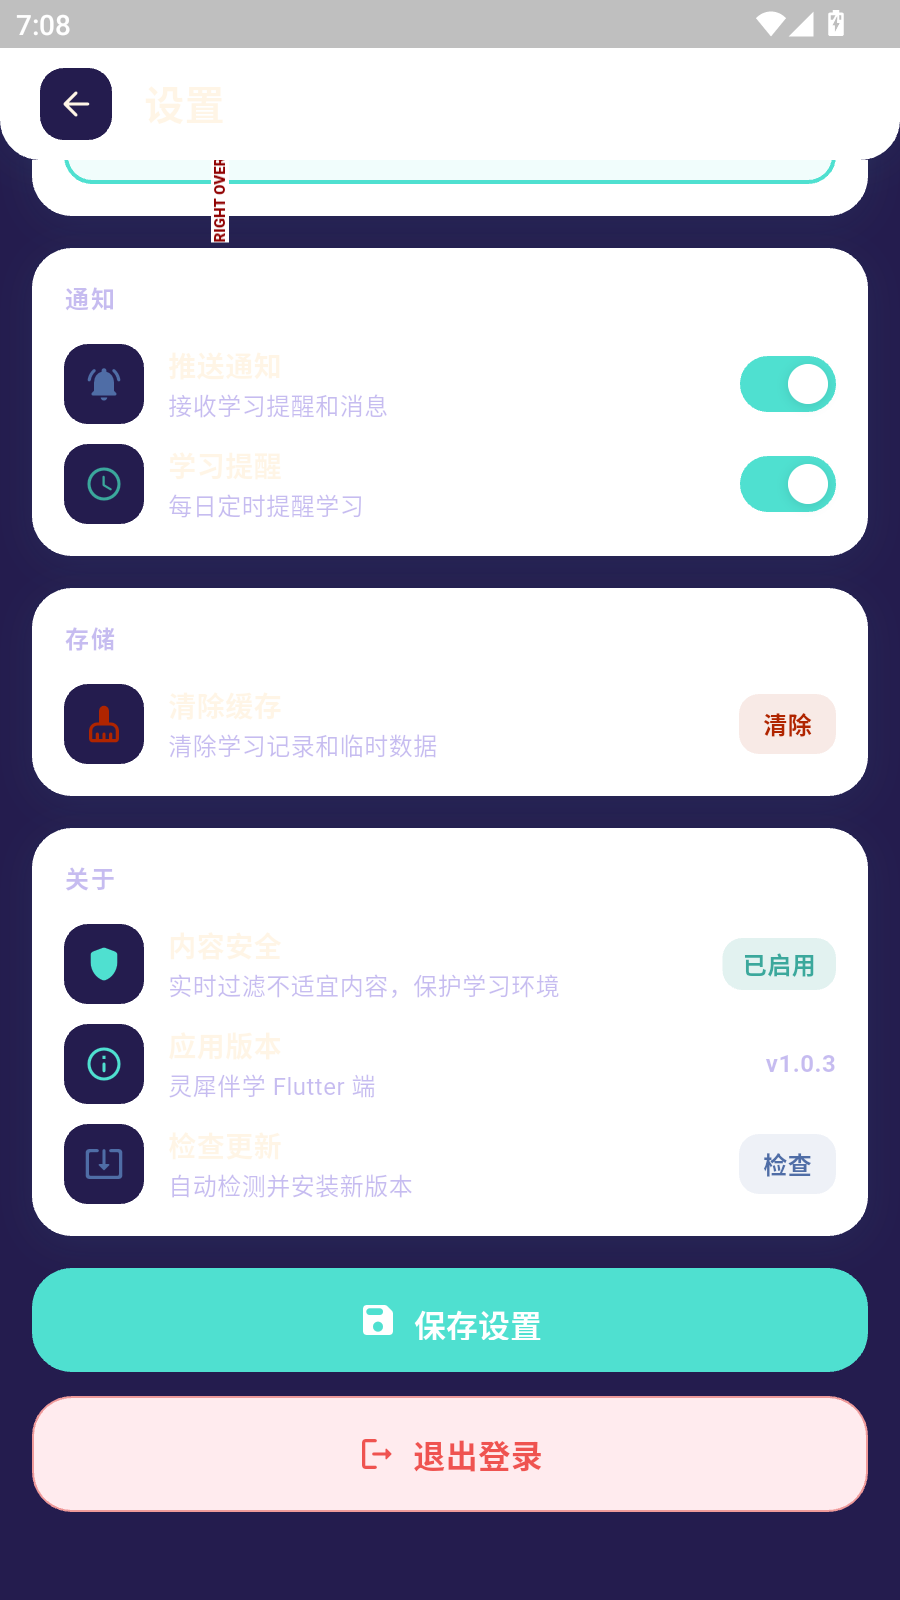 7:08
设置
RIGHT OVER
通知
推送通知
接收学习提醒和消息
学习提醒
每日定时提醒学习
存储
清除缓存
清除学习记录和临时数据
清除
关于
内容安全
实时过滤不适宜内容，保护学习环境
已启用
应用版本
灵犀伴学 Flutter 端
v1.0.3
检查更新
自动检测并安装新版本
检查
保存设置
退出登录